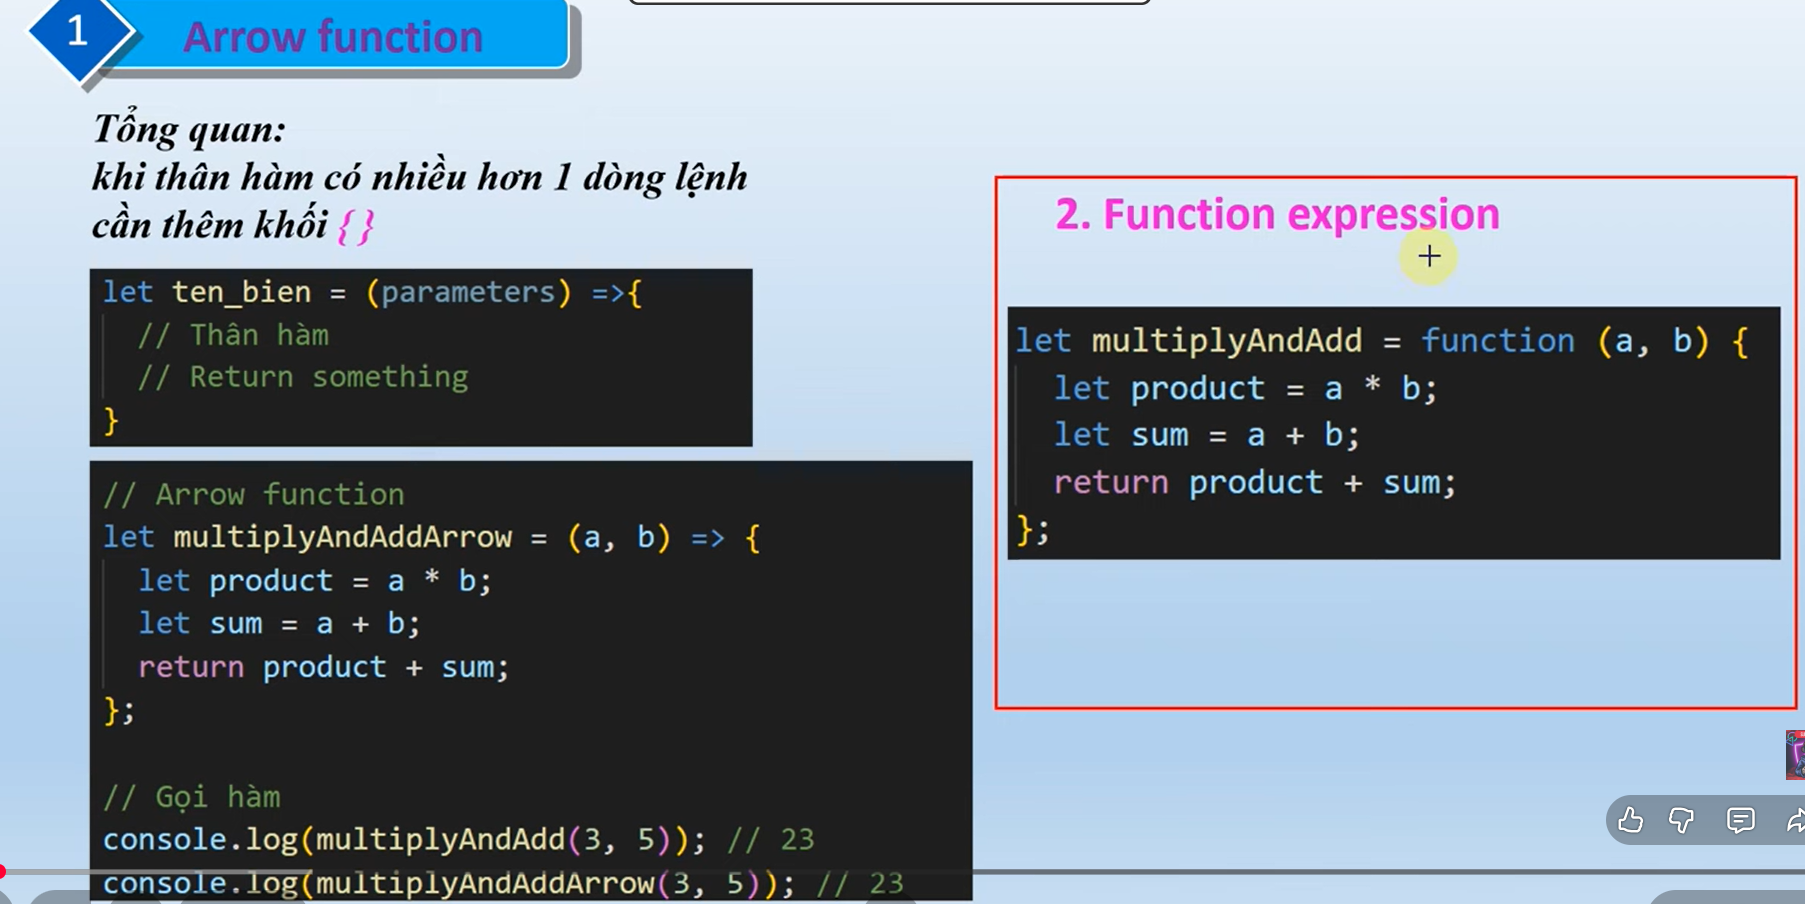 1
Arrow function
Tổng quan:
khi thân hàm có nhiều hơn 1 dòng lệnh
cần thêm khối { }
let ten_bien = (parameters) =>{
// Thân hàm
// Return something
}
// Arrow function
let multiplyAndAddArrow = (a, b) => {
let product = a * b;
let sum = a + b;
return product + sum;
};
// Gọi hàm
console.log(multiplyAndAdd(3, 5)); // 23
console.log(multiplyAndAddArrow(3, 5)); // 23
2. Function expression
let multiplyAndAdd = function (a, b) {
let product = a * b;
let sum = a + b;
return product + sum;
};